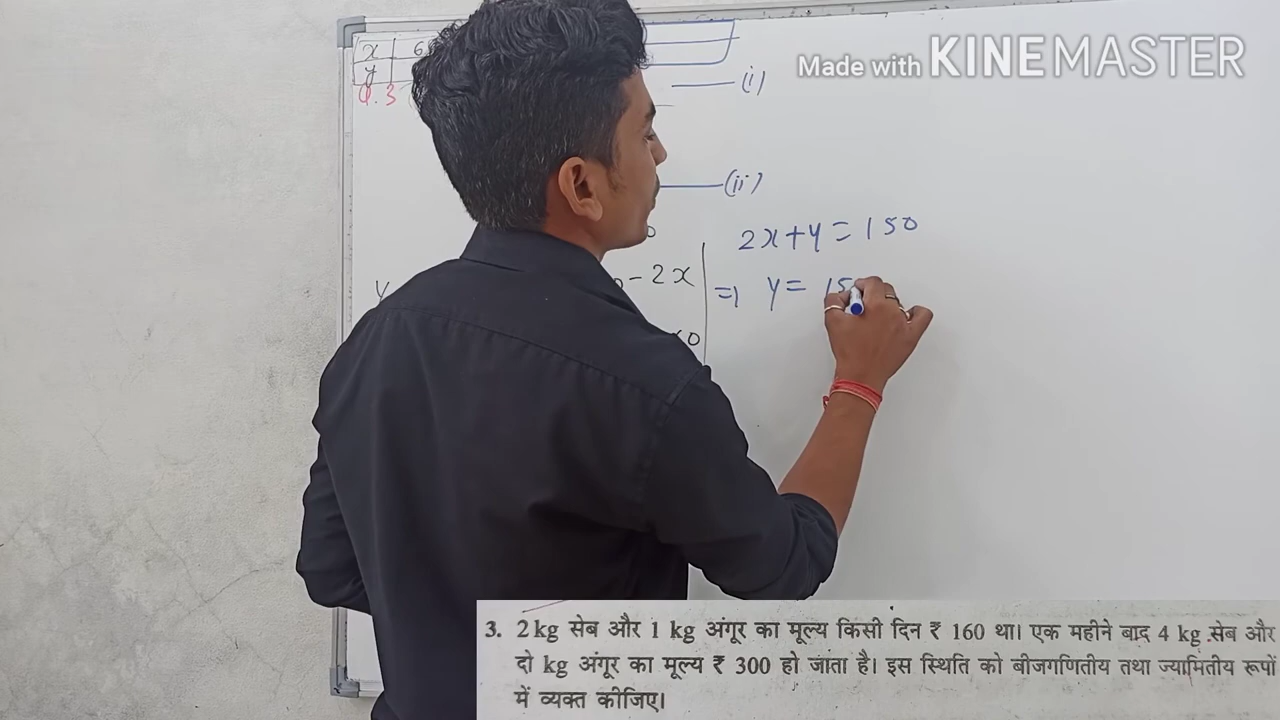 Made with KINEMASTER
x
y
Q.3
(i)
(ii)
2x+y=150
-2x
⇒ y= 15
3. 2 kg सेब और 1 kg अंगूर का मूल्य किसी दिन ₹ 160 था। एक महीने बाद 4 kg सेब और
दो kg अंगूर का मूल्य ₹ 300 हो जाता है। इस स्थिति को बीजगणितीय तथा ज्यामितीय रूपों
में व्यक्त कीजिए।